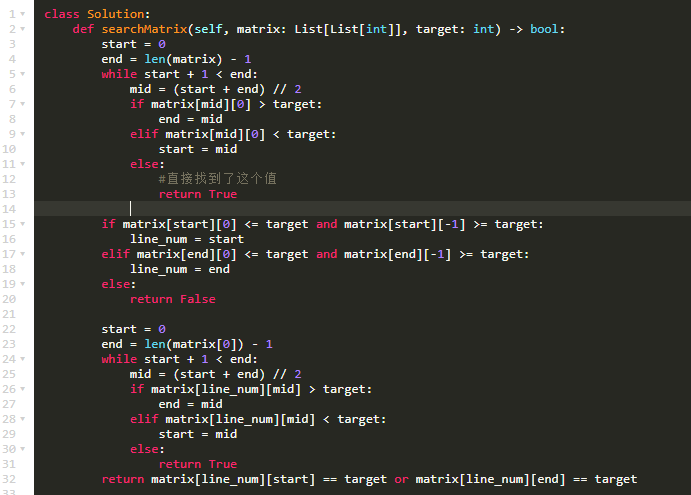 1 class Solution:
2     def searchMatrix(self, matrix: List[List[int]], target: int) -> bool:
3         start = 0
4         end = len(matrix) - 1
5         while start + 1 < end:
6             mid = (start + end) // 2
7             if matrix[mid][0] > target:
8                 end = mid
9             elif matrix[mid][0] < target:
10                 start = mid
11             else:
12                 #直接找到了这个值
13                 return True
14
15         if matrix[start][0] <= target and matrix[start][-1] >= target:
16             line_num = start
17         elif matrix[end][0] <= target and matrix[end][-1] >= target:
18             line_num = end
19         else:
20             return False
21
22         start = 0
23         end = len(matrix[0]) - 1
24         while start + 1 < end:
25             mid = (start + end) // 2
26             if matrix[line_num][mid] > target:
27                 end = mid
28             elif matrix[line_num][mid] < target:
29                 start = mid
30             else:
31                 return True
32         return matrix[line_num][start] == target or matrix[line_num][end] == target
33